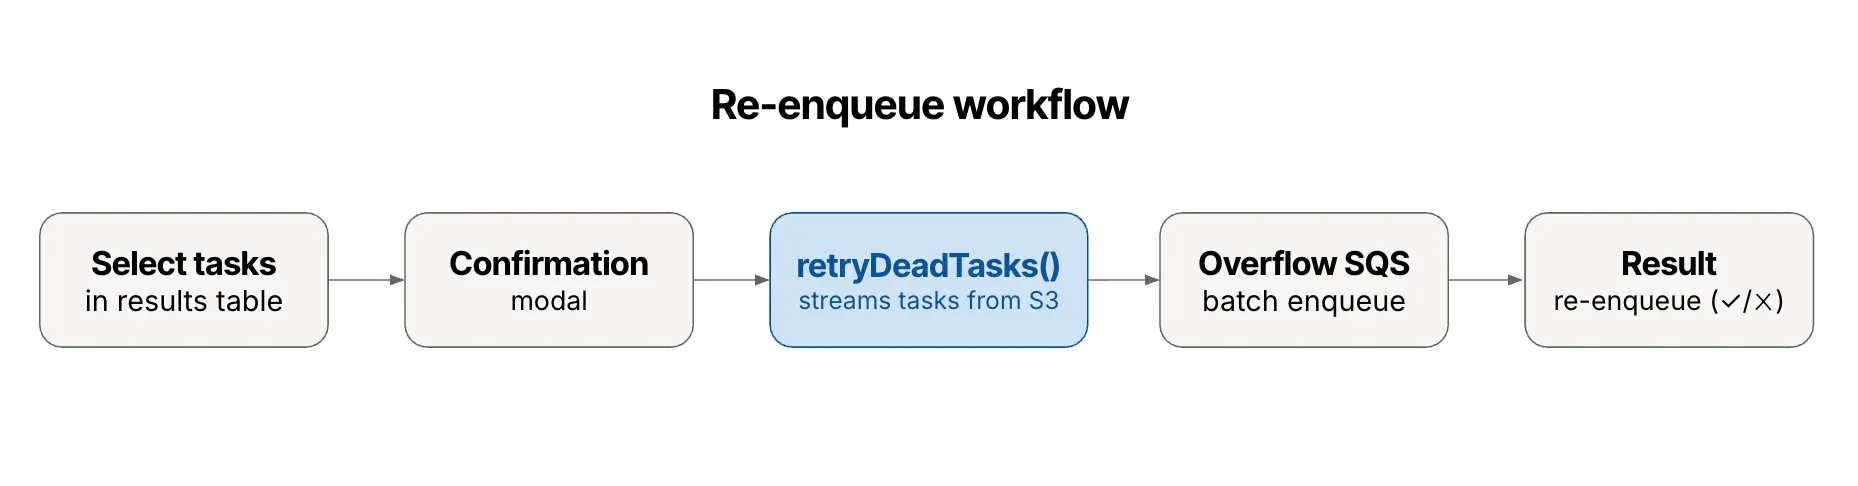 Re-enqueue workflow
Select tasks
in results table
Confirmation
modal
retryDeadTasks()
streams tasks from S3
Overflow SQS
batch enqueue
Result
re-enqueue (✓/×)